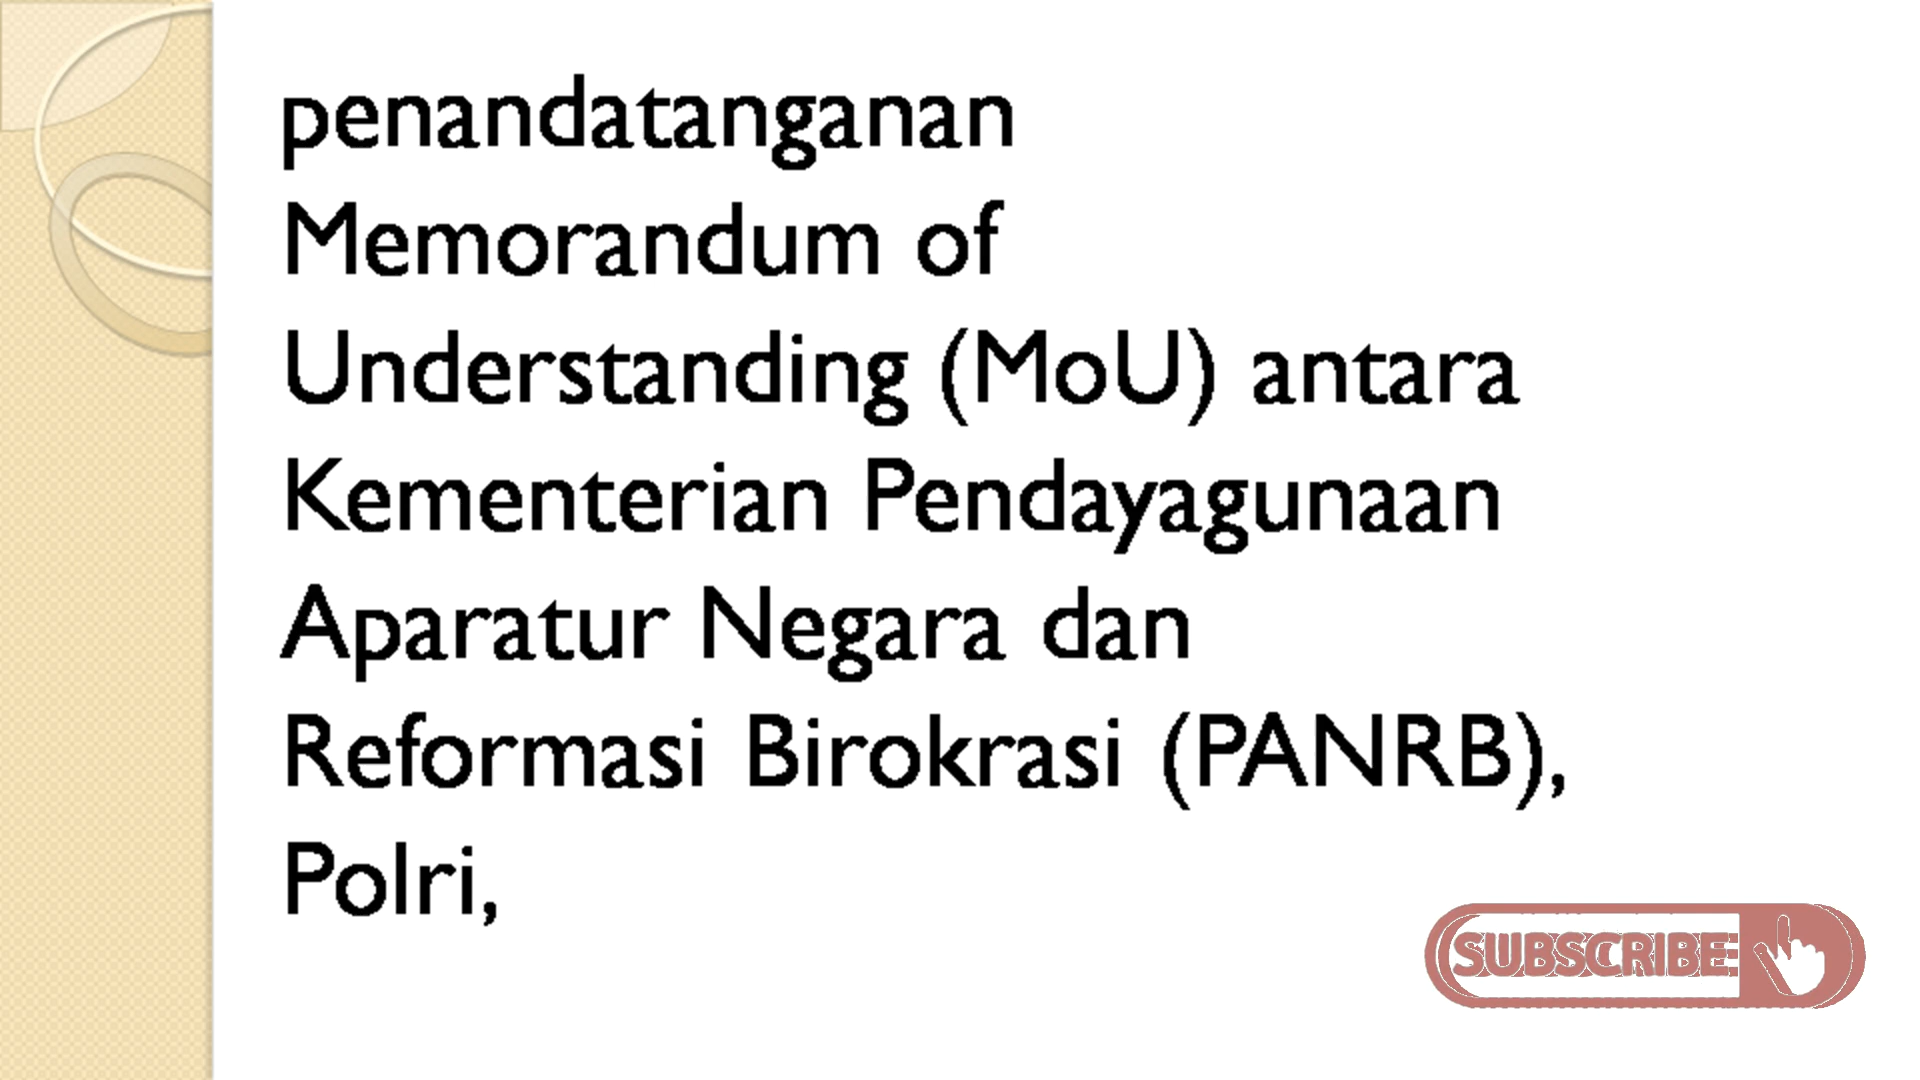 penandatanganan
Memorandum of
Understanding (MoU) antara
Kementerian Pendayagunaan
Aparatur Negara dan
Reformasi Birokrasi (PANRB),
Polri,
SUBSCRIBE